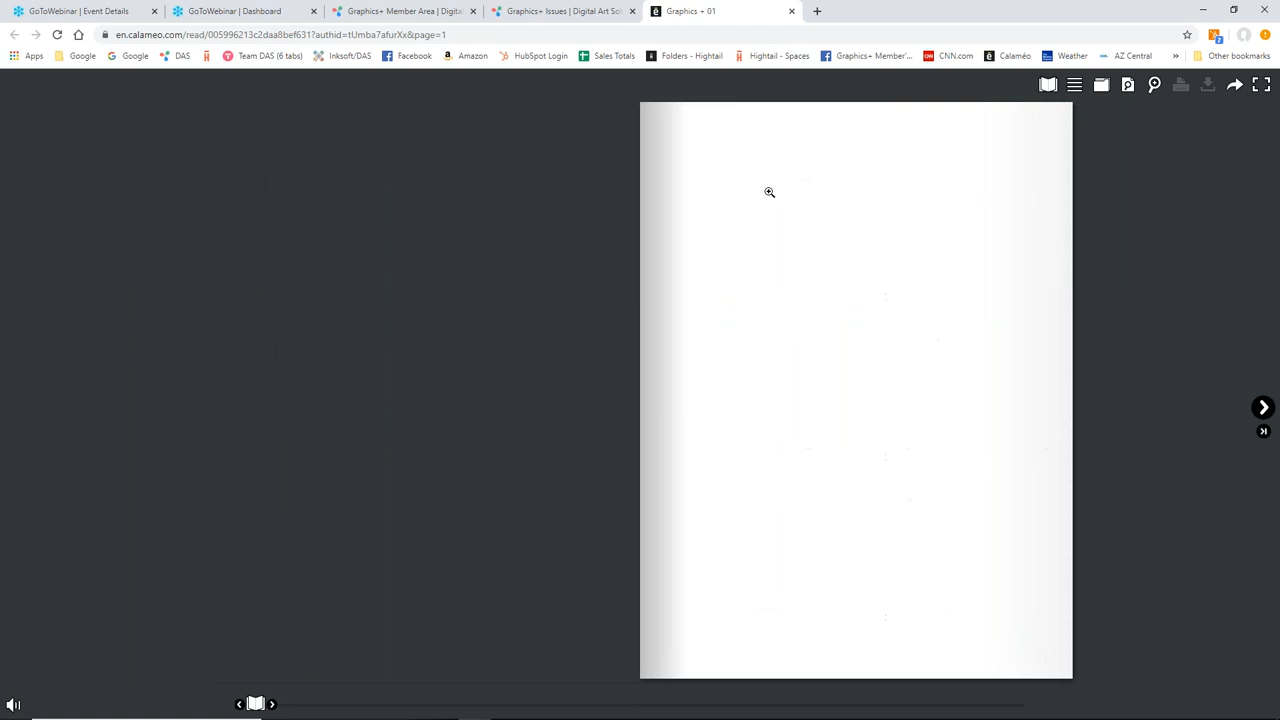 GoToWebinar | Event Details
GoToWebinar | Dashboard
Graphics+ Member Area | Digital
Graphics+ Issues | Digital Art Sol
Graphics + 01
en.calameo.com/read/005996213c2daa8bef631?authid=tUmba7afurXx&page=1
Apps
Google
Google
DAS
Team DAS (6 tabs)
Inksoft/DAS
Facebook
Amazon
HubSpot Login
Sales Totals
Folders - Hightail
Hightail - Spaces
Graphics+ Member'...
CNN.com
Calaméo
Weather
AZ Central
Other bookmarks